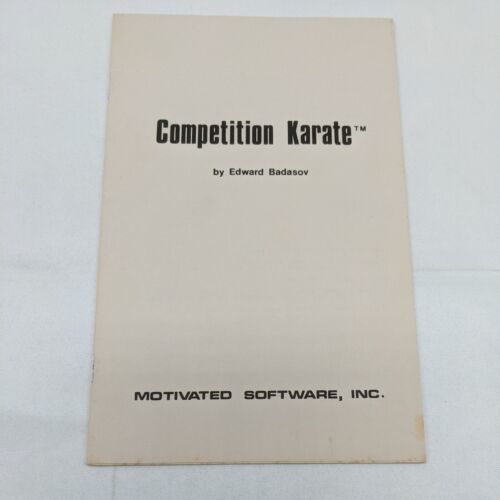 Competition Karate™
by Edward Badasov
MOTIVATED SOFTWARE, INC.